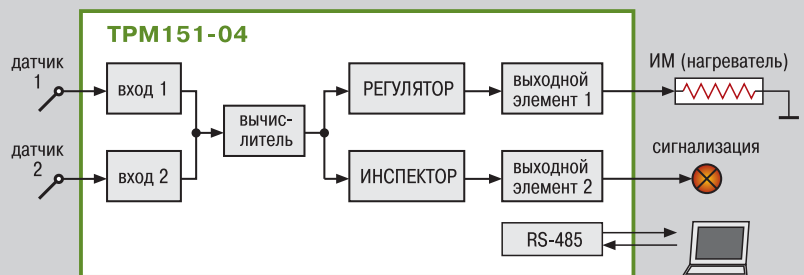 ТРМ151-04
датчик
1
вход 1
вычис-
литель
РЕГУЛЯТОР
выходной
элемент 1
ИМ (нагреватель)
датчик
2
вход 2
ИНСПЕКТОР
выходной
элемент 2
сигнализация
RS-485